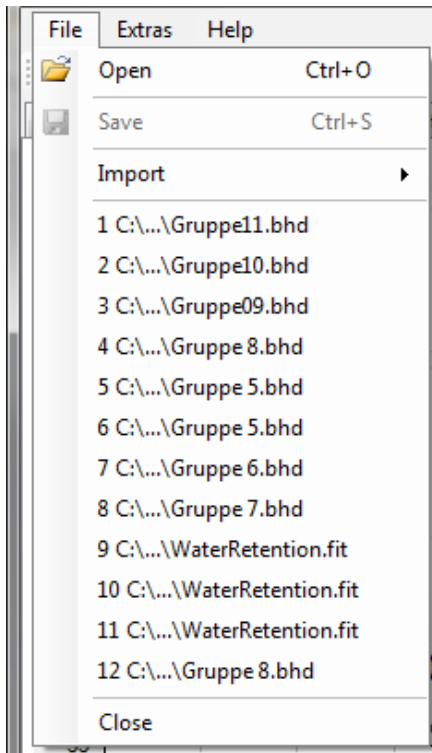 File Extras Help
Open Ctrl+O
Save Ctrl+S
Import
1 C:\...\Gruppe11.bhd
2 C:\...\Gruppe10.bhd
3 C:\...\Gruppe09.bhd
4 C:\...\Gruppe 8.bhd
5 C:\...\Gruppe 5.bhd
6 C:\...\Gruppe 5.bhd
7 C:\...\Gruppe 6.bhd
8 C:\...\Gruppe 7.bhd
9 C:\...\WaterRetention.fit
10 C:\...\WaterRetention.fit
11 C:\...\WaterRetention.fit
12 C:\...\Gruppe 8.bhd
Close